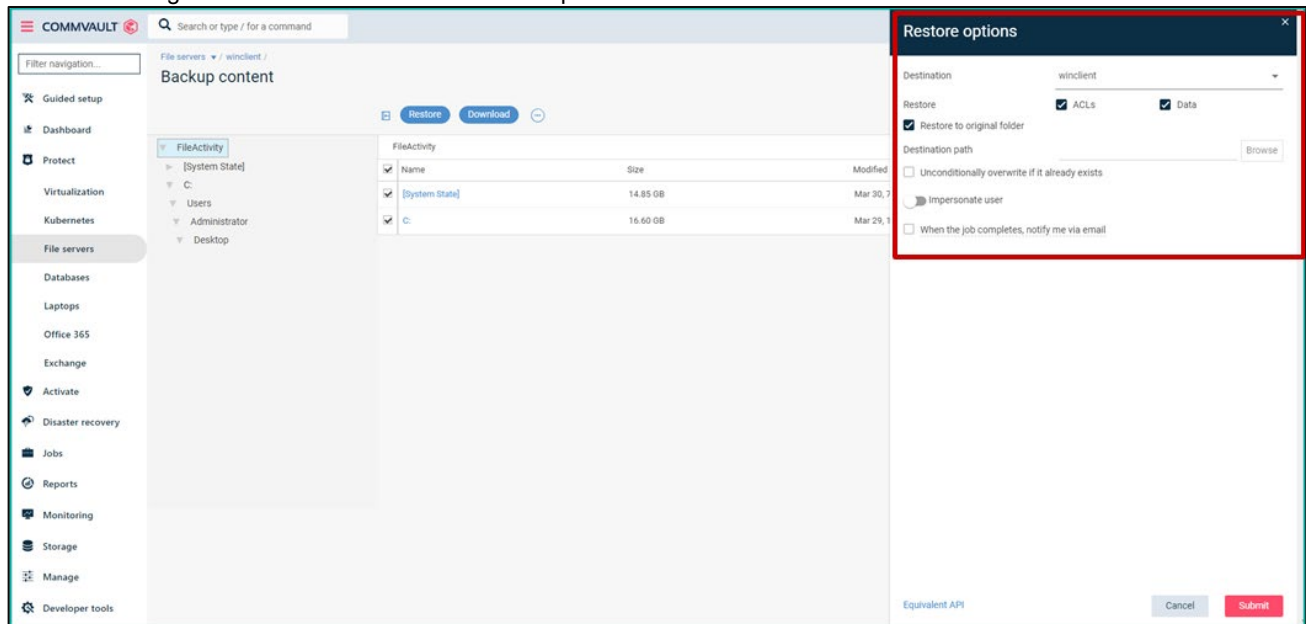 COMMVAULT
Search or type / for a command
Filter navigation...
Guided setup
Dashboard
Protect
Virtualization
Kubernetes
File servers
Databases
Laptops
Office 365
Exchange
Activate
Disaster recovery
Jobs
Reports
Monitoring
Storage
Manage
Developer tools
File servers / winclient /
Backup content
Restore Download
FileActivity
[System State]
C:
Users
Administrator
Desktop
FileActivity
Name Size Modified
[System State] 14.85 GB Mar 30, 7
C: 16.60 GB Mar 29, 1
Restore options
Destination winclient
Restore ACLs Data
Restore to original folder
Destination path Browse
Unconditionally overwrite if it already exists
Impersonate user
When the job completes, notify me via email
Equivalent API Cancel Submit